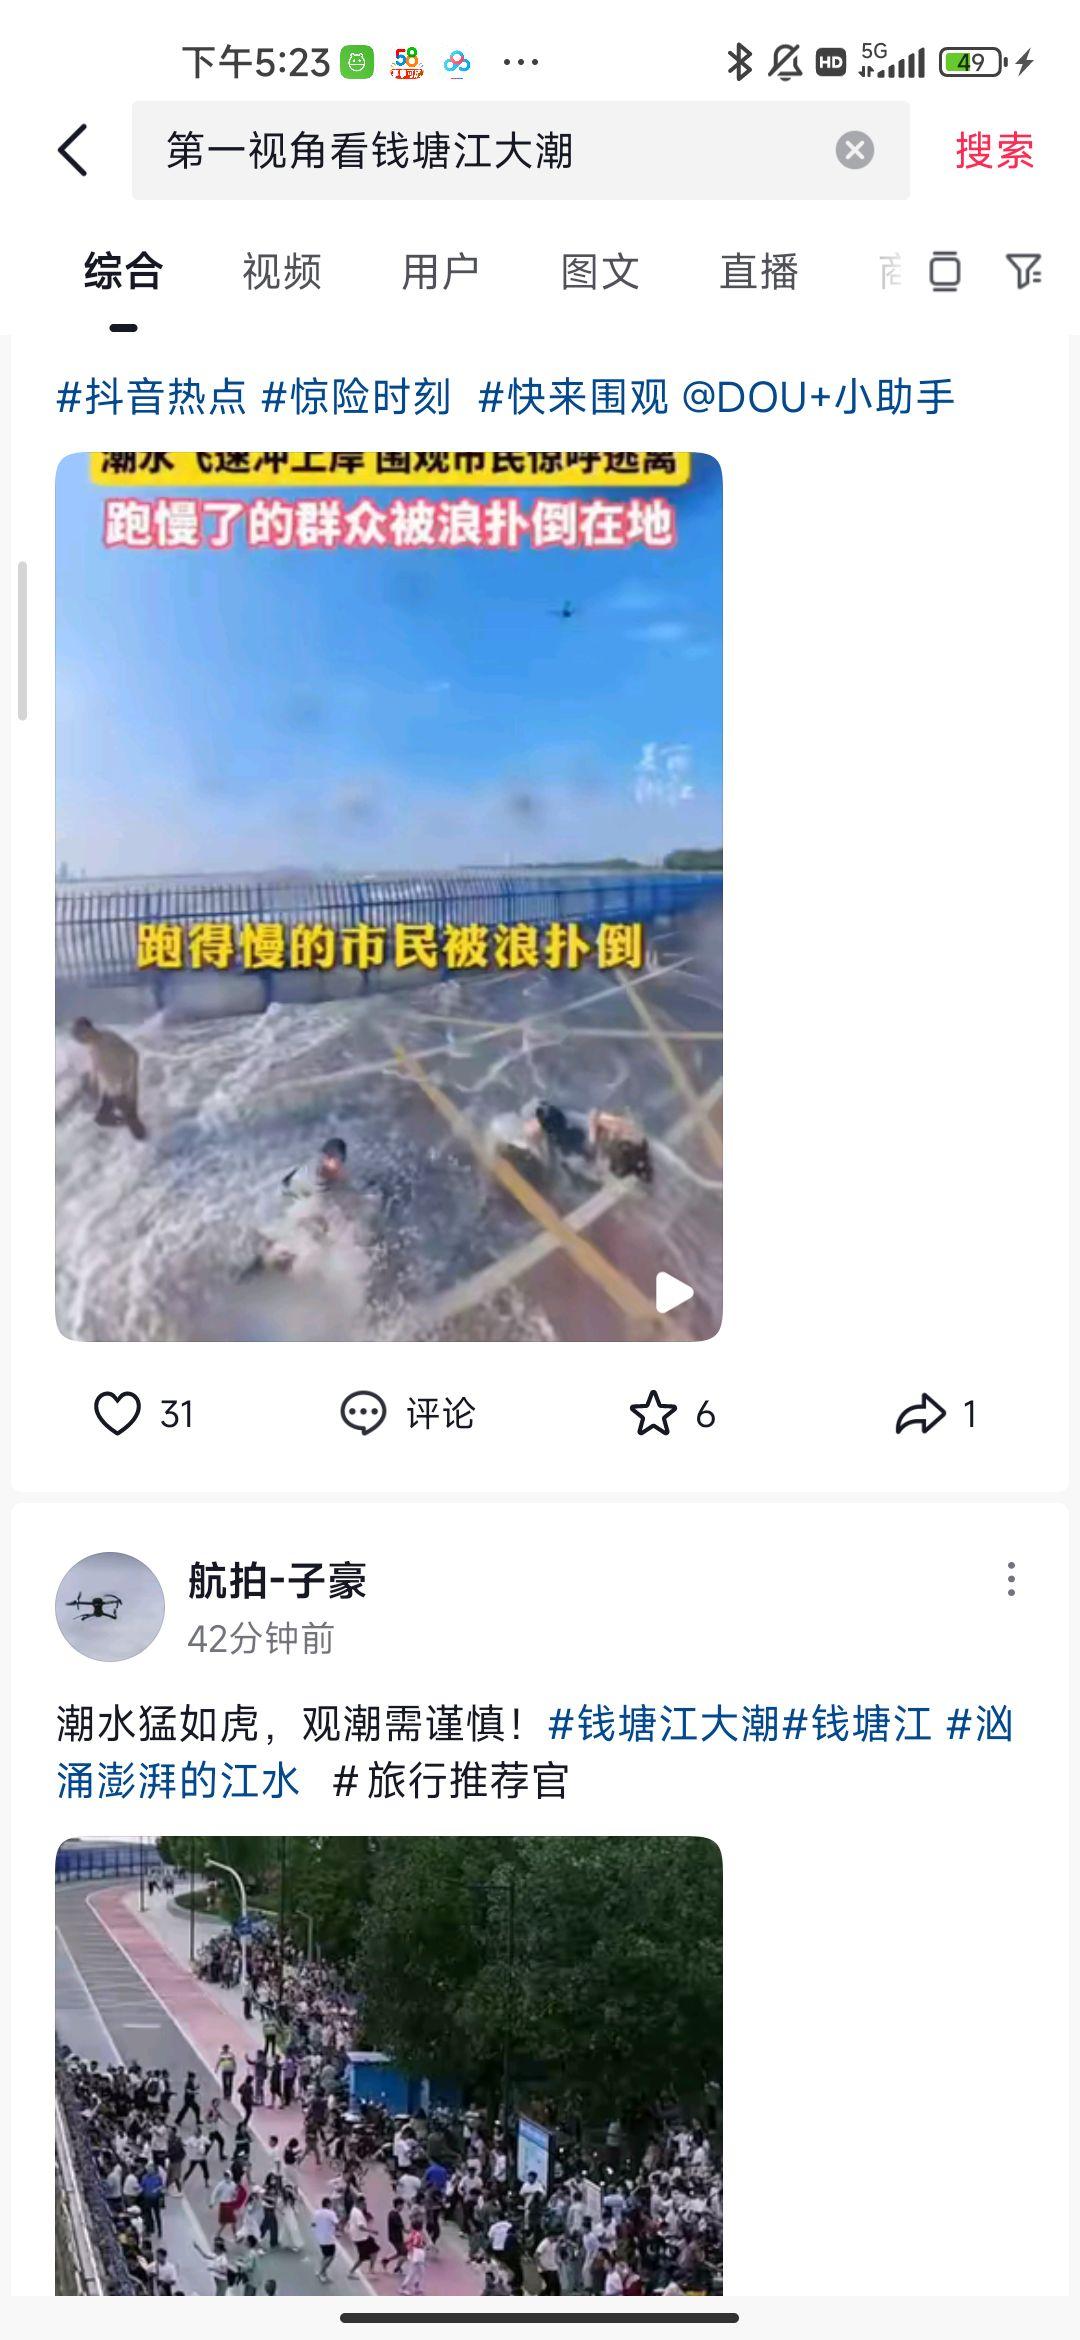 下午5:23
58
HD
5G
49
第一视角看钱塘江大潮
搜索
综合
视频
用户
图文
直播
#抖音热点 #惊险时刻 #快来围观 @DOU+小助手
潮水飞速冲上岸 围观市民惊呼逃离
跑慢了的群众被浪扑倒在地
跑得慢的市民被浪扑倒
31
评论
6
1
航拍-子豪
42分钟前
潮水猛如虎，观潮需谨慎！#钱塘江大潮#钱塘江 #汹
涌澎湃的江水 #旅行推荐官